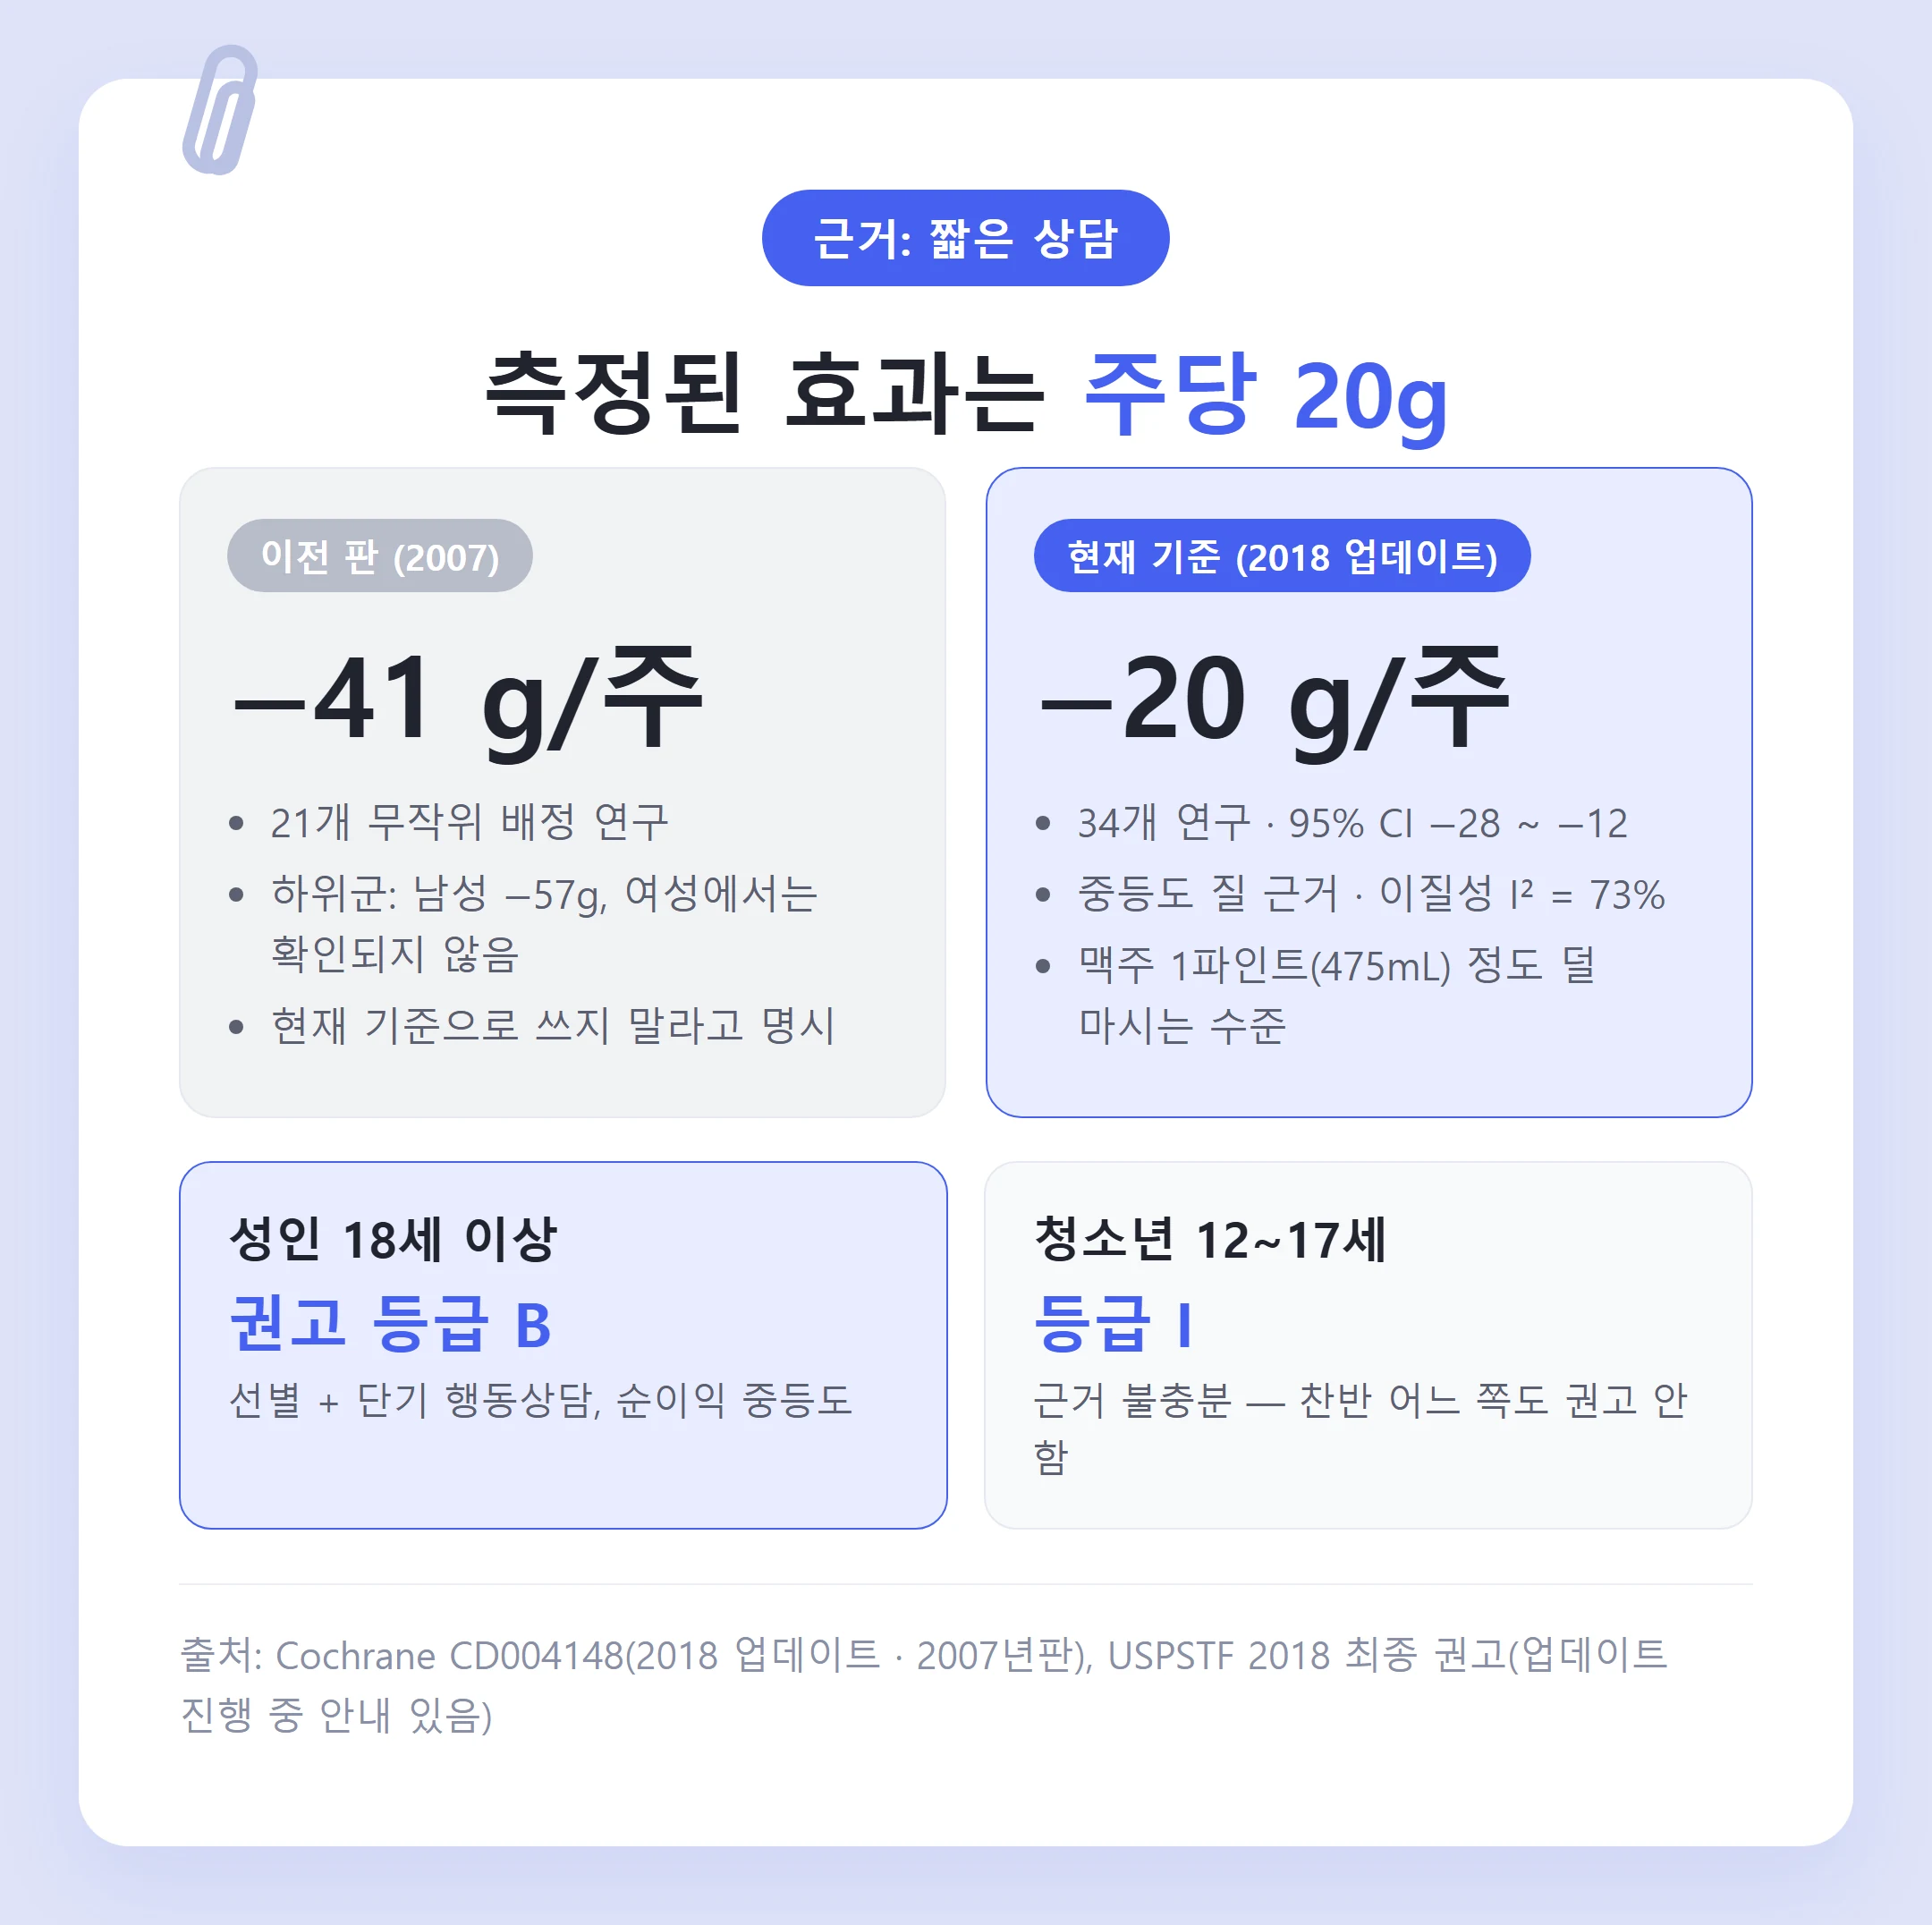 근거: 짧은 상담
측정된 효과는 주당 20g
이전 판 (2007)
−41 g/주
21개 무작위 배정 연구
하위군: 남성 −57g, 여성에서는
확인되지 않음
현재 기준으로 쓰지 말라고 명시
현재 기준 (2018 업데이트)
−20 g/주
34개 연구 · 95% CI −28 ~ −12
중등도 질 근거 · 이질성 I² = 73%
맥주 1파인트(475mL) 정도 덜
마시는 수준
성인 18세 이상
권고 등급 B
선별 + 단기 행동상담, 순이익 중등도
청소년 12~17세
등급 I
근거 불충분 — 찬반 어느 쪽도 권고 안
함
출처: Cochrane CD004148(2018 업데이트 · 2007년판), USPSTF 2018 최종 권고(업데이트
진행 중 안내 있음)